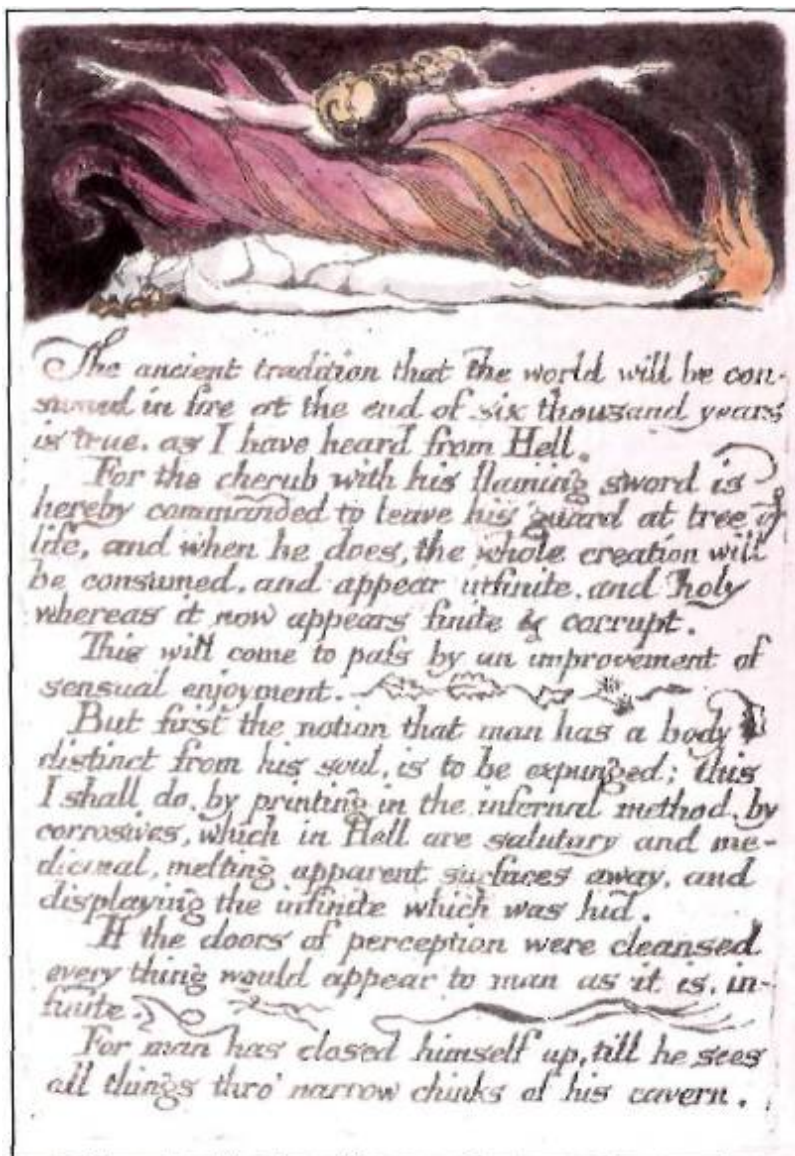 The ancient tradition that the world will be con-
sumed in fire at the end of six thousand years
is true. as I have heard from Hell.
For the cherub with his flaming sword is
hereby commanded to leave his guard at tree of
life, and when he does, the whole creation will
be consumed. and appear infinite. and holy
whereas it now appears finite & corrupt.
This will come to paſs by an improvement of
sensual enjoyment.
But first the notion that man has a body
distinct from his soul, is to be expunged; this
I shall do, by printing in the infernal method, by
corrosives, which in Hell are salutary and me-
dicinal, melting apparent surfaces away, and
displaying the infinite which was hid.
If the doors of perception were cleansed
every thing would appear to man as it is. in-
finite.
For man has closed himself up, till he sees
all things thro' narrow chinks of his cavern.